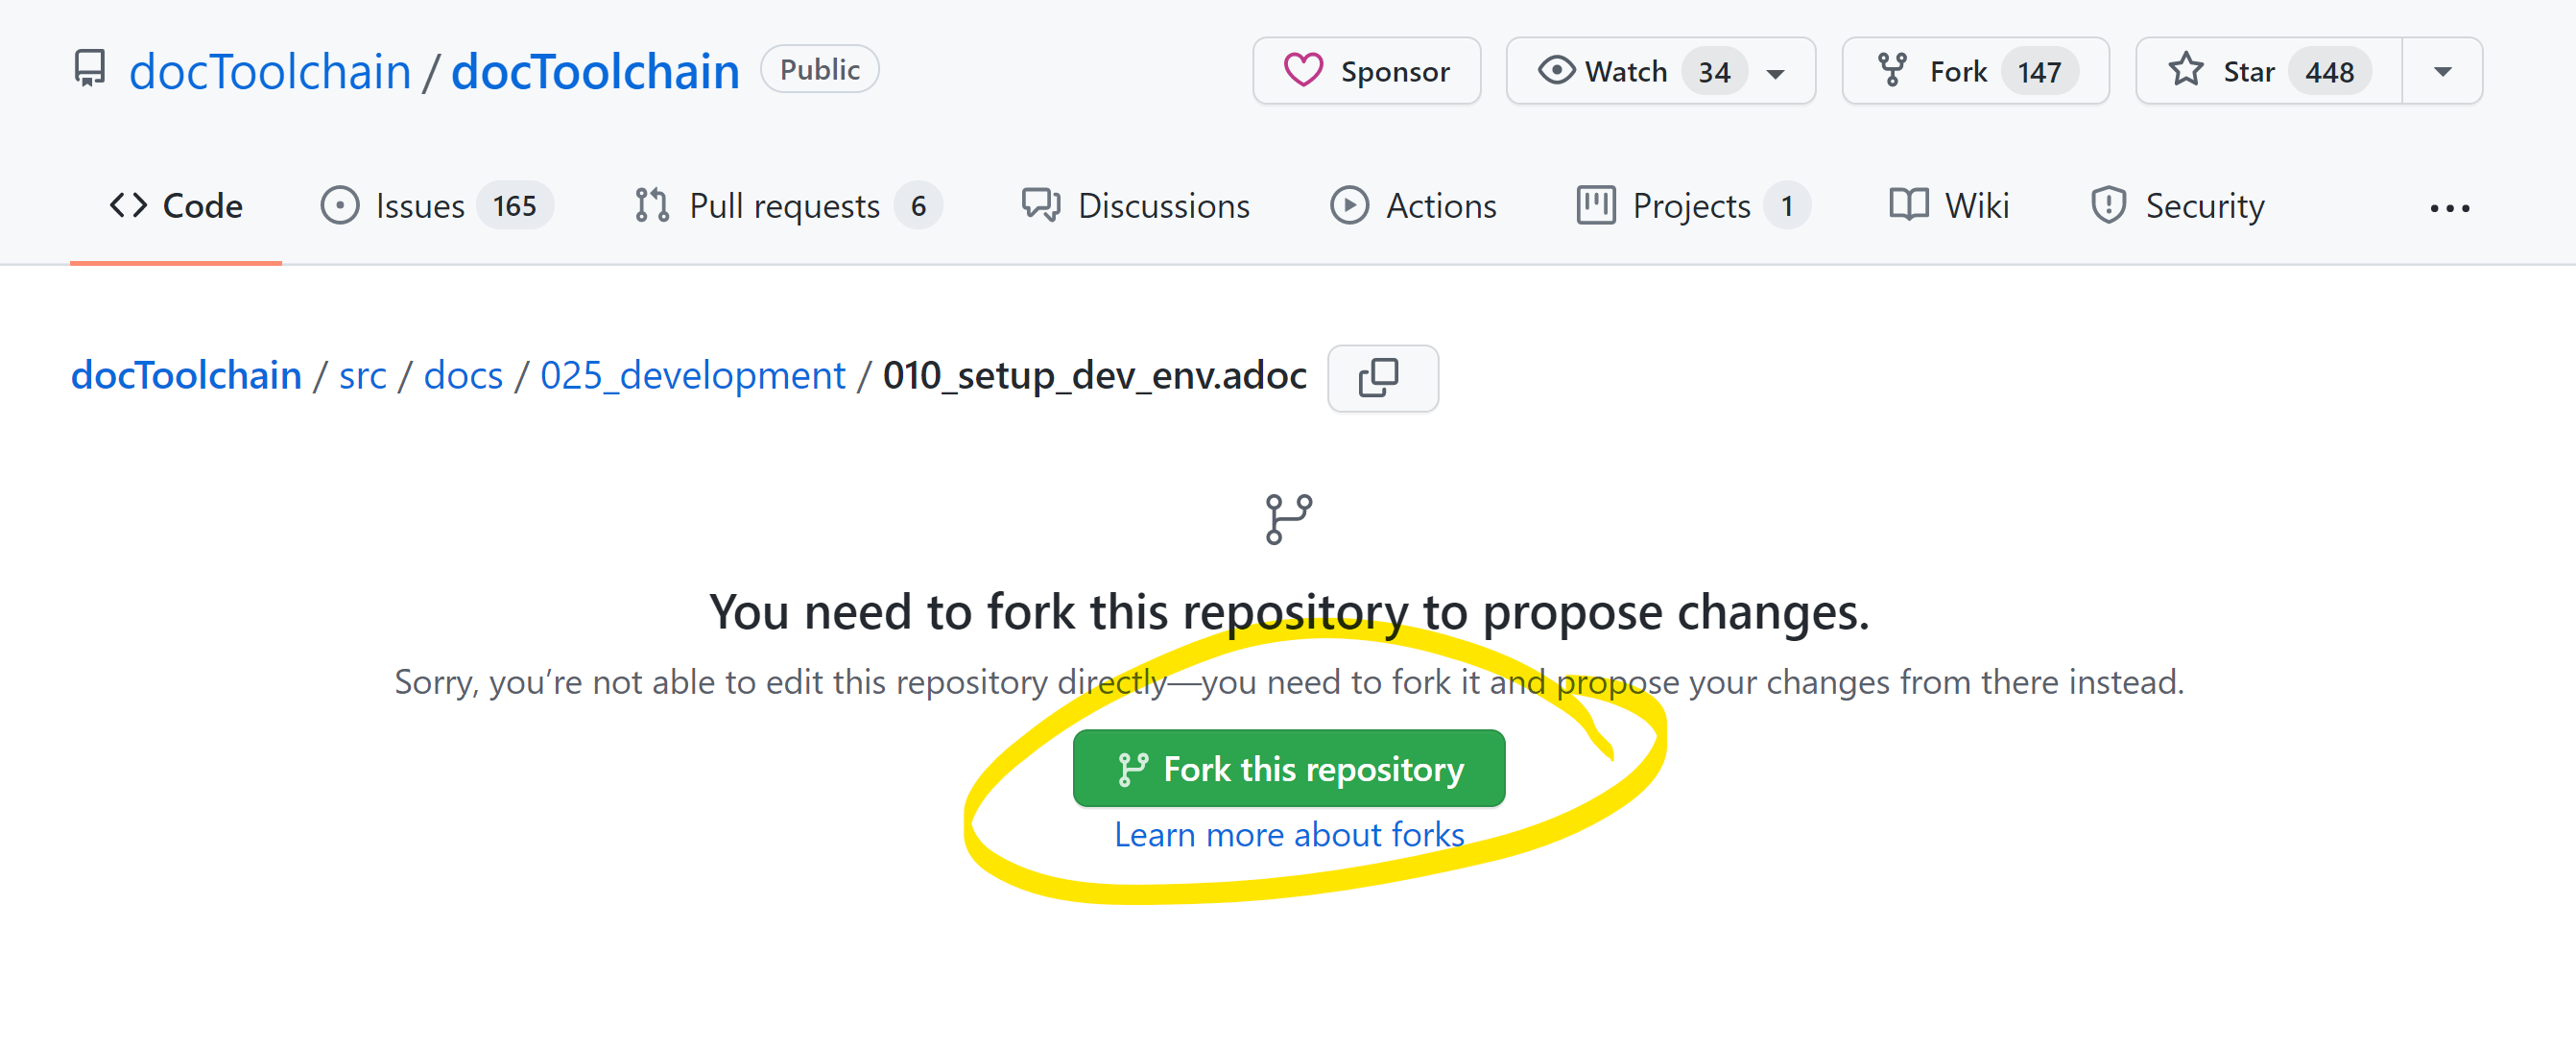 docToolchain / docToolchain Public Sponsor Watch 34 Fork 147 Star 448
Code Issues 165 Pull requests 6 Discussions Actions Projects 1 Wiki Security ...
docToolchain / src / docs / 025_development / 010_setup_dev_env.adoc
You need to fork this repository to propose changes.
Sorry, you’re not able to edit this repository directly—you need to fork it and propose your changes from there instead.
Fork this repository
Learn more about forks